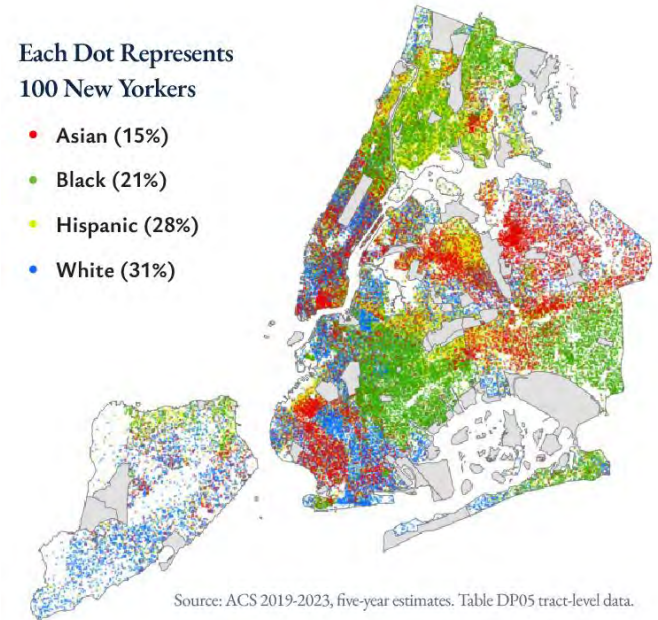 Each Dot Represents
100 New Yorkers
Asian (15%)
Black (21%)
Hispanic (28%)
White (31%)
Source: ACS 2019-2023, five-year estimates. Table DP05 tract-level data.